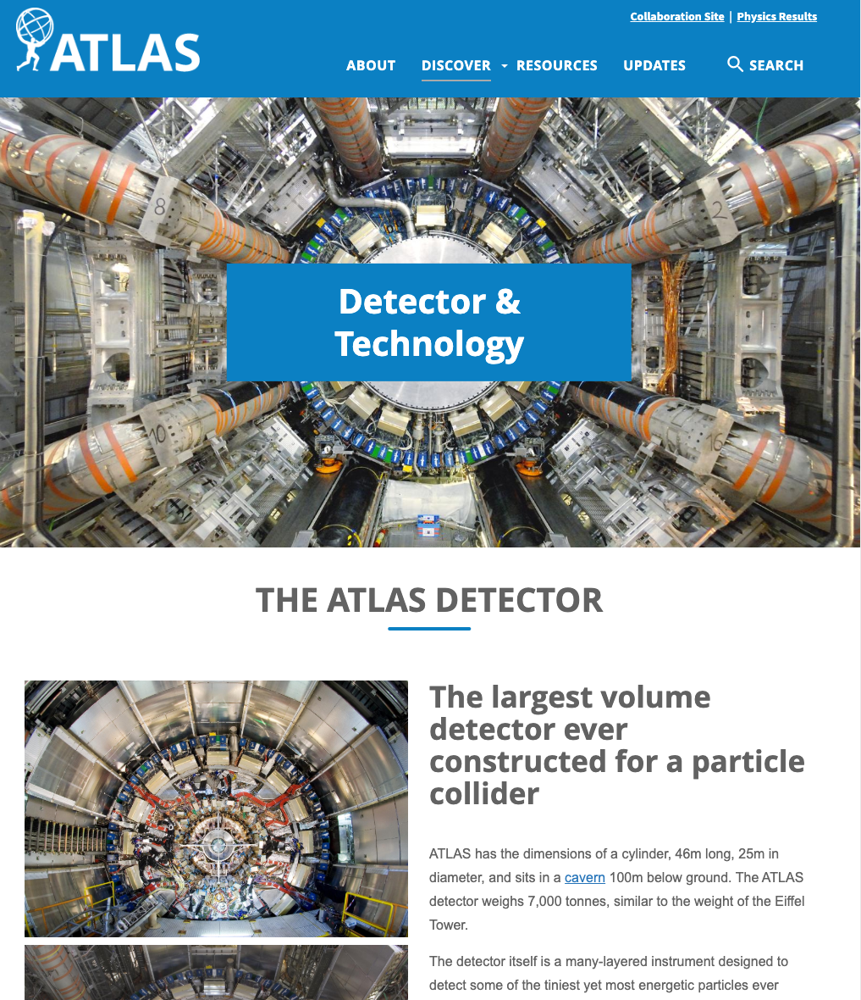 Collaboration Site | Physics Results
ATLAS
ABOUT DISCOVER RESOURCES UPDATES SEARCH
8
2
Detector &
Technology
10
16
THE ATLAS DETECTOR
The largest volume
detector ever
constructed for a particle
collider
ATLAS has the dimensions of a cylinder, 46m long, 25m in
diameter, and sits in a cavern 100m below ground. The ATLAS
detector weighs 7,000 tonnes, similar to the weight of the Eiffel
Tower.
The detector itself is a many-layered instrument designed to
detect some of the tiniest yet most energetic particles ever